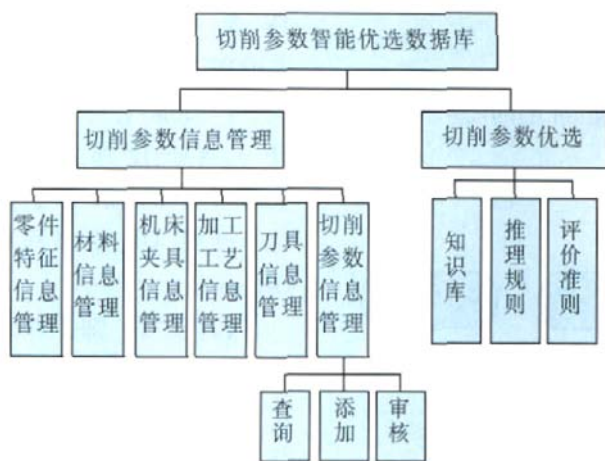 切削参数智能优选数据库
切削参数信息管理
切削参数优选
零件
特征
信息
管理
材料
信息
管理
机床
夹具
信息
管理
加工
工艺
信息
管理
刀具
信息
管理
切削
参数
信息
管理
知识库
推理规则
评价准则
查询
添加
审核